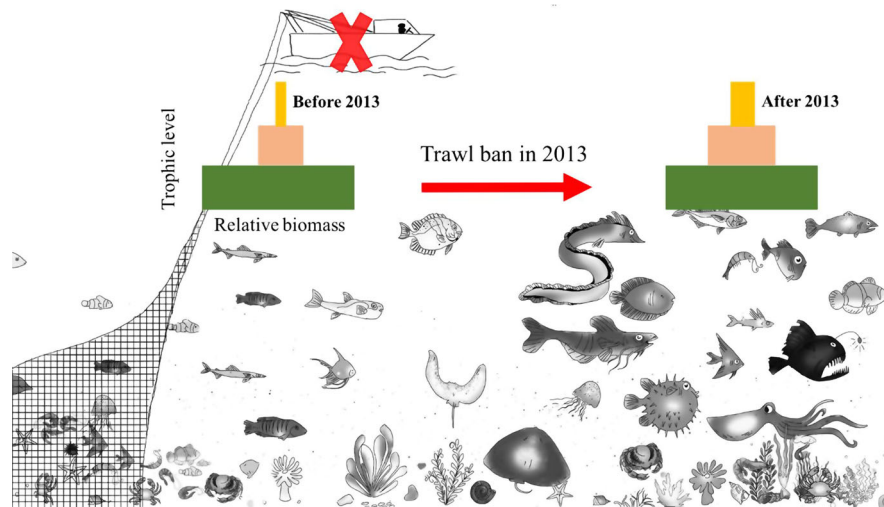 Before 2013
After 2013
Trophic level
Trawl ban in 2013
Relative biomass